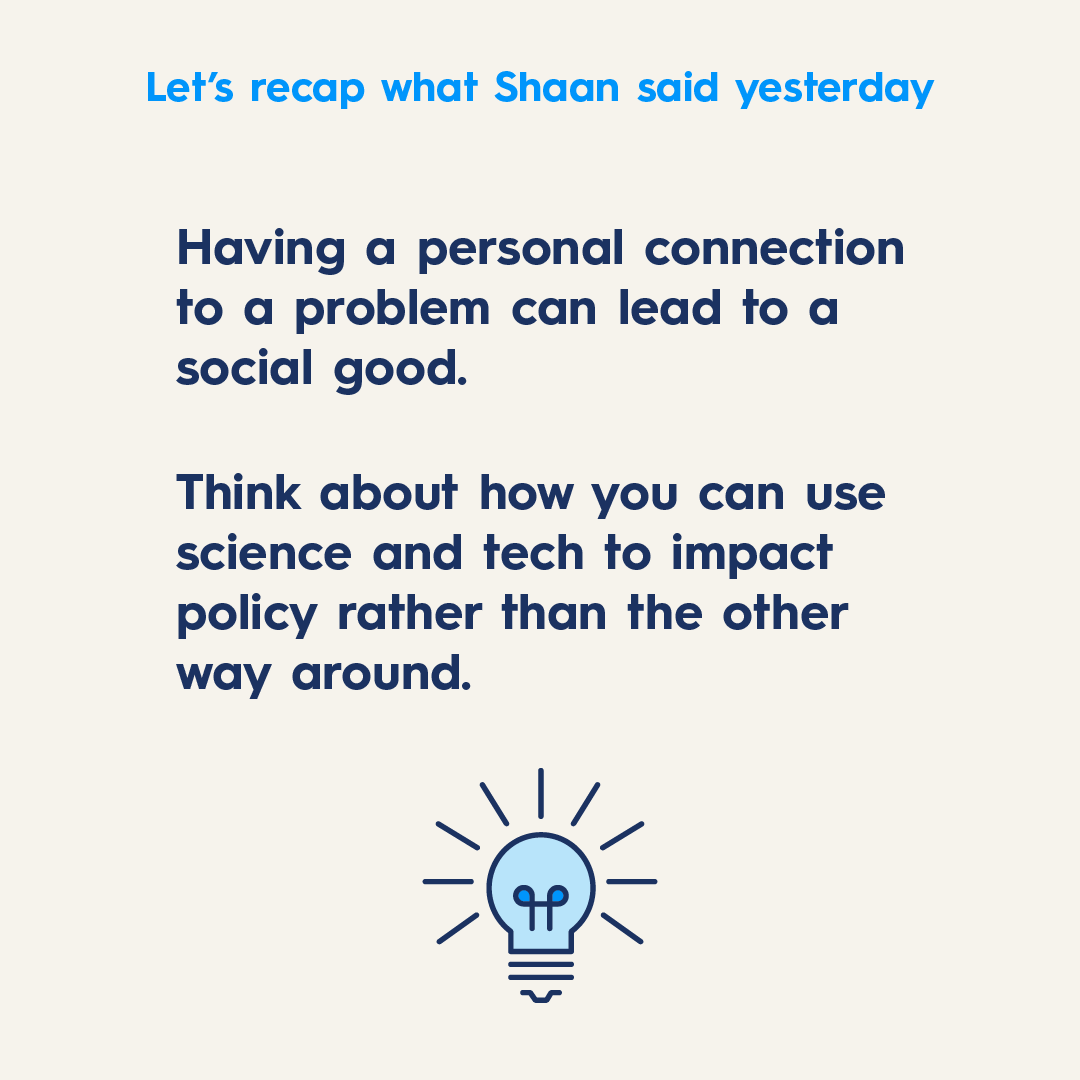 Let’s recap what Shaan said yesterday
Having a personal connection
to a problem can lead to a
social good.
Think about how you can use
science and tech to impact
policy rather than the other
way around.